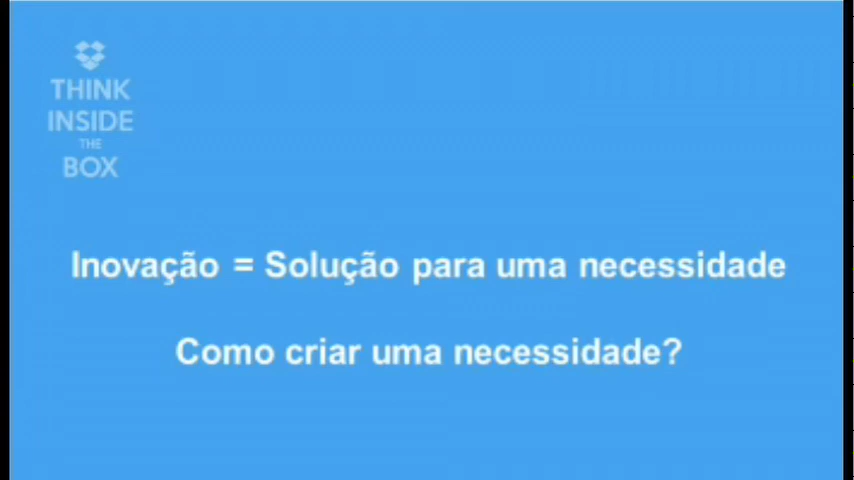 THINK
INSIDE
THE
BOX
Inovação = Solução para uma necessidade
Como criar uma necessidade?